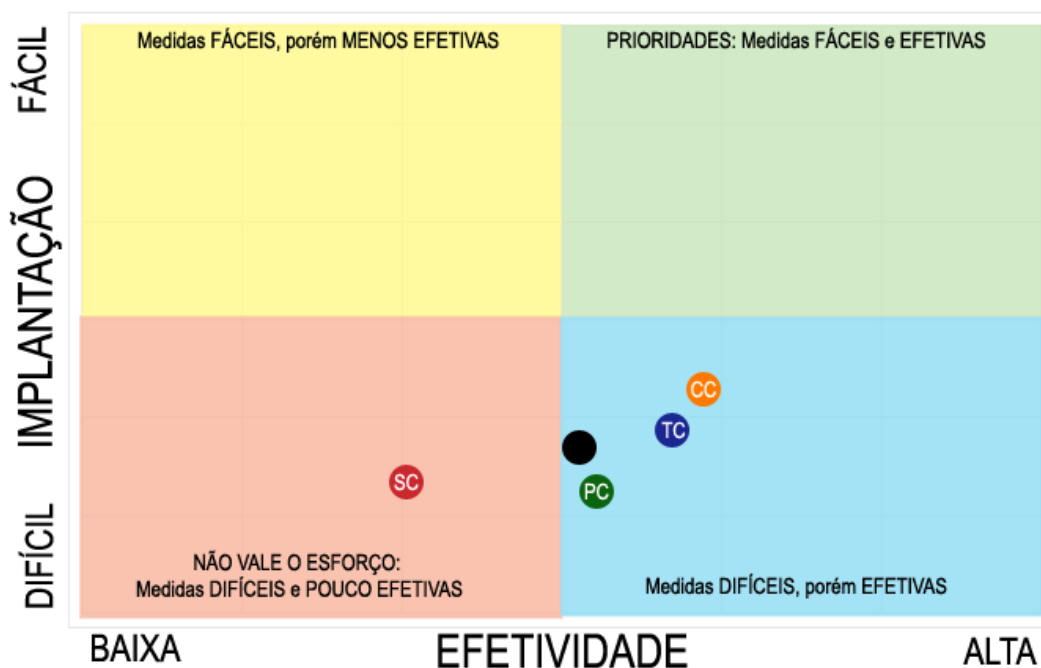 FÁCIL
IMPLANTAÇÃO
DIFÍCIL
Medidas FÁCEIS, porém MENOS EFETIVAS
PRIORIDADES: Medidas FÁCEIS e EFETIVAS
CC
TC
SC
PC
NÃO VALE O ESFORÇO:
Medidas DIFÍCEIS e POUCO EFETIVAS
Medidas DIFÍCEIS, porém EFETIVAS
BAIXA
EFETIVIDADE
ALTA